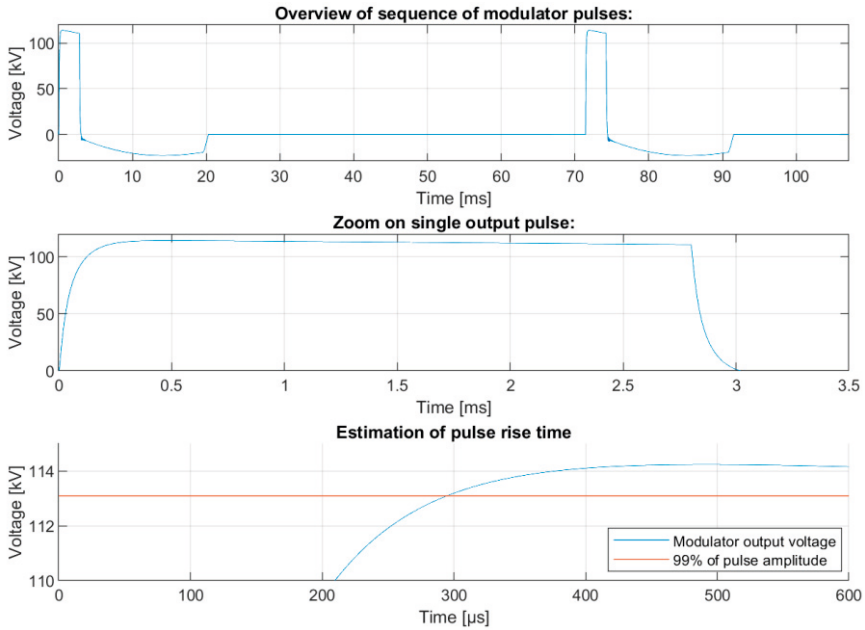 Overview of sequence of modulator pulses:
Voltage [kV]
100
50
0
0 10 20 30 40 50 60 70 80 90 100
Time [ms]
Zoom on single output pulse:
Voltage [kV]
100
50
0
0 0.5 1 1.5 2 2.5 3 3.5
Time [ms]
Estimation of pulse rise time
Voltage [kV]
114
112
110
Modulator output voltage
99% of pulse amplitude
0 100 200 300 400 500 600
Time [µs]